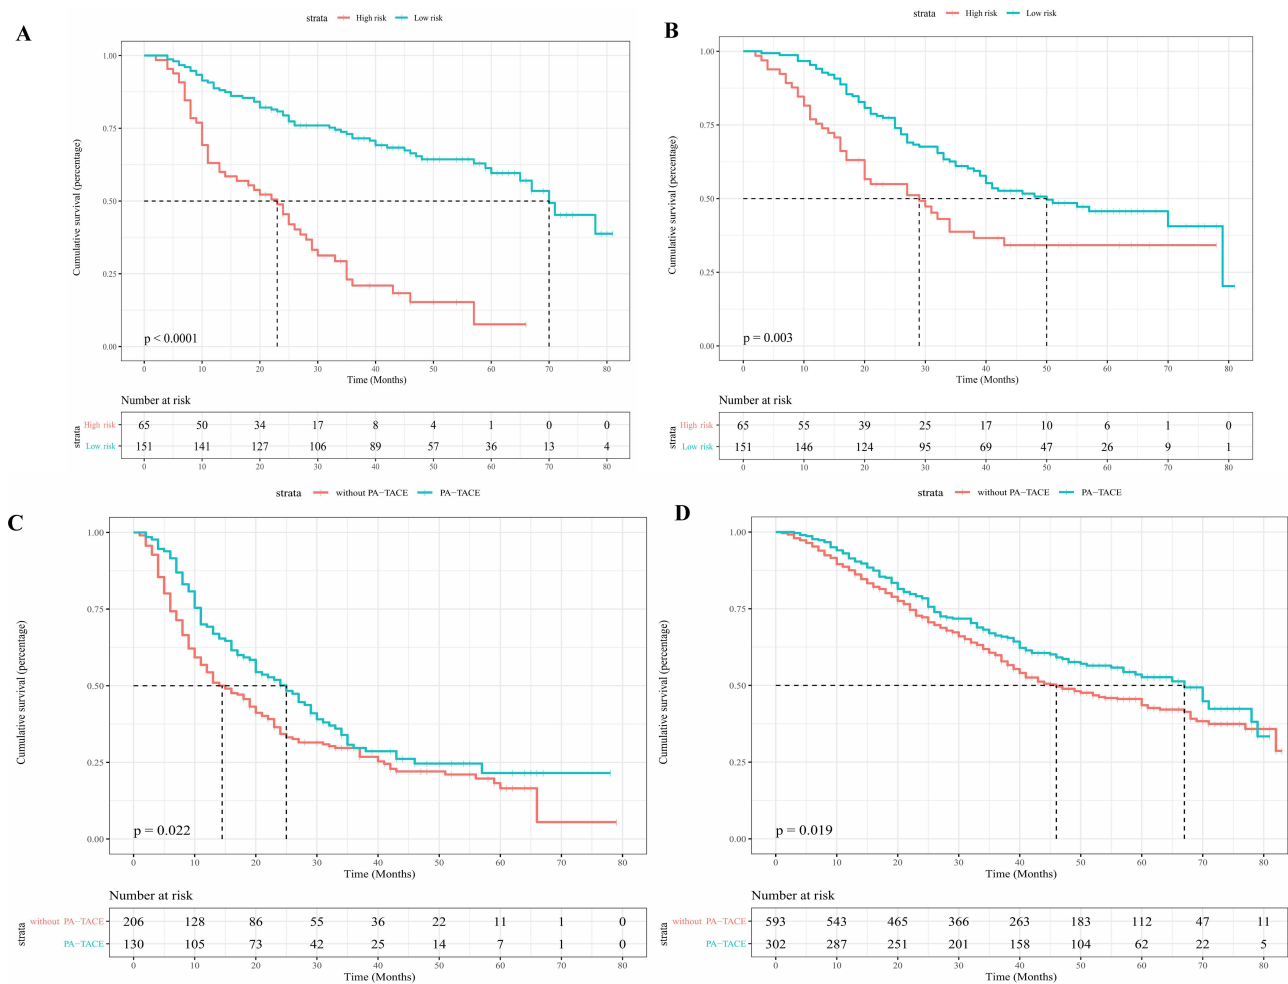 A
strata High risk Low risk
Cumulative survival (percentage)
1.00
0.75
0.50
0.25
0.00
p < 0.0001
0 10 20 30 40 50 60 70 80
Time (Months)
Number at risk
strata
High risk 65 50 34 17 8 4 1 0 0
Low risk 151 141 127 106 89 57 36 13 4
0 10 20 30 40 50 60 70 80
Time (Months)
B
strata High risk Low risk
Cumulative survival (percentage)
1.00
0.75
0.50
0.25
0.00
p = 0.003
0 10 20 30 40 50 60 70 80
Time (Months)
Number at risk
strata
High risk 65 55 39 25 17 10 6 1 0
Low risk 151 146 124 95 69 47 26 9 1
0 10 20 30 40 50 60 70 80
Time (Months)
C
strata without PA−TACE PA−TACE
Cumulative survival (percentage)
1.00
0.75
0.50
0.25
0.00
p = 0.022
0 10 20 30 40 50 60 70 80
Time (Months)
Number at risk
strata
without PA−TACE 206 128 86 55 36 22 11 1 0
PA−TACE 130 105 73 42 25 14 7 1 0
0 10 20 30 40 50 60 70 80
Time (Months)
D
strata without PA−TACE PA−TACE
Cumulative survival (percentage)
1.00
0.75
0.50
0.25
0.00
p = 0.019
0 10 20 30 40 50 60 70 80
Time (Months)
Number at risk
strata
without PA−TACE 593 543 465 366 263 183 112 47 11
PA−TACE 302 287 251 201 158 104 62 22 5
0 10 20 30 40 50 60 70 80
Time (Months)